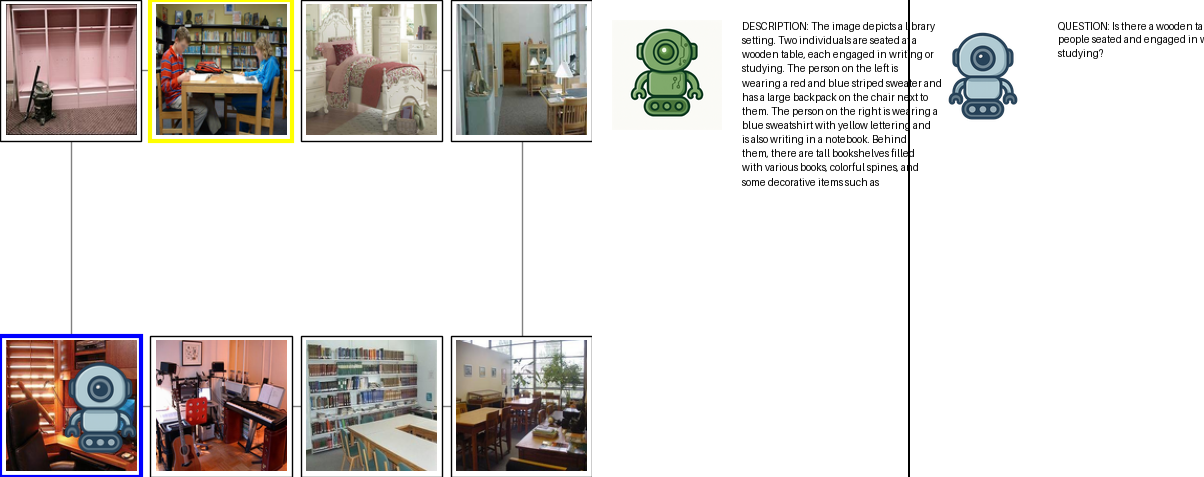 DESCRIPTION: The image depicts a library
setting. Two individuals are seated at a
wooden table, each engaged in writing or
studying. The person on the left is
wearing a red and blue striped sweater and
has a large backpack on the chair next to
them. The person on the right is wearing a
blue sweatshirt with yellow lettering and
is also writing in a notebook. Behind
them, there are tall bookshelves filled
with various books, colorful spines, and
some decorative items such as
QUESTION: Is there a wooden
people seated and engaged in
studying?